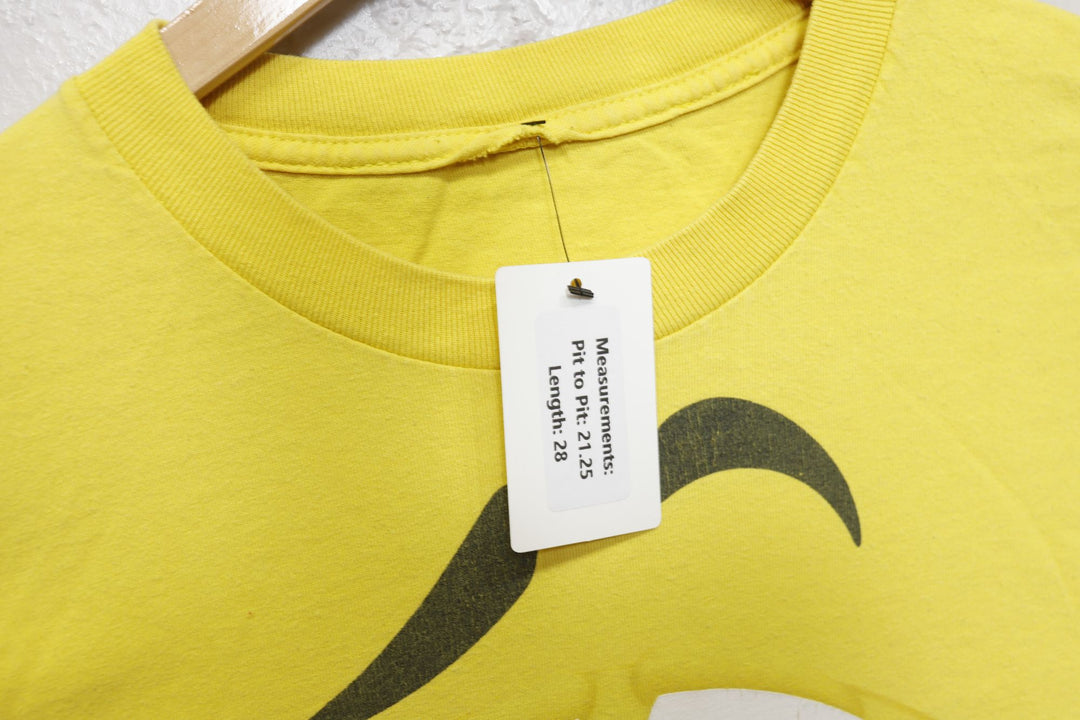 Measurements:
Pit to Pit: 21.25
Length: 28